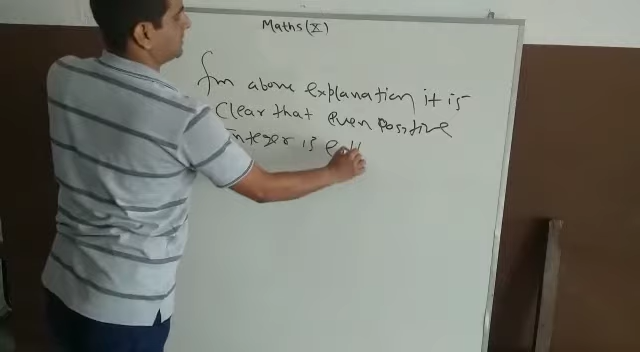 Maths (X)
from above explanation it is
Clear that even positive
integer is